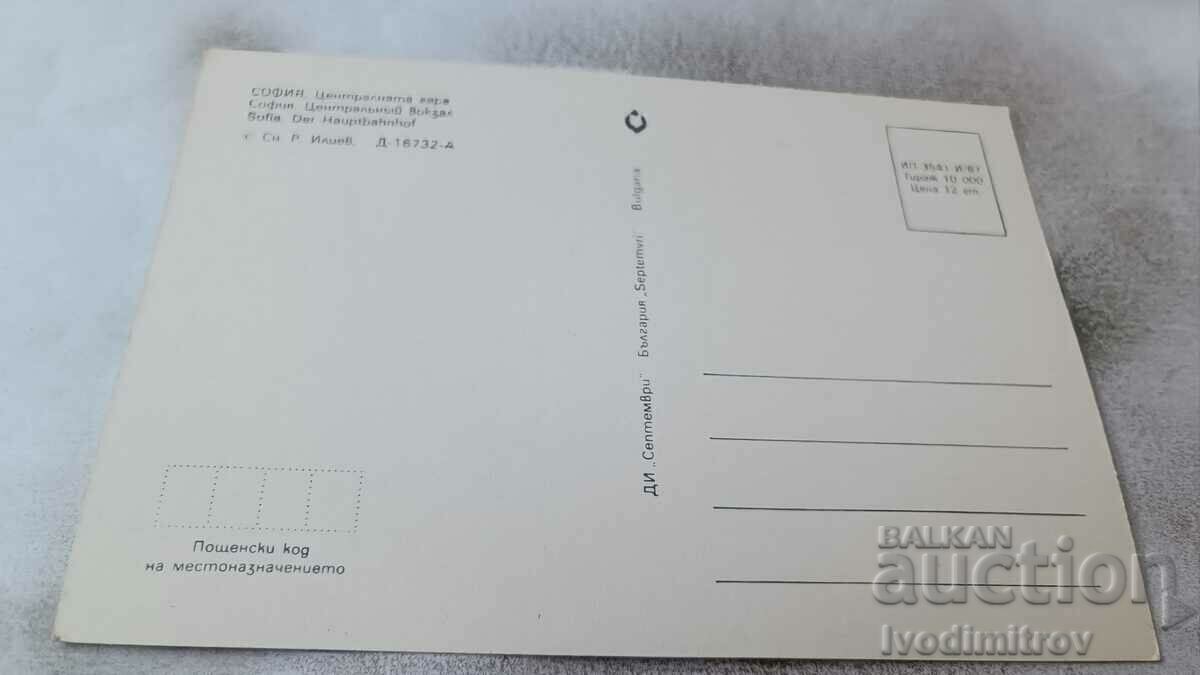 СОФИЯ. Централната гара
София. Центральный вокзал
Sofia. Der Hauptbahnhof
Сн. Р. Илиев. Д-16732-А
Тираж 10 000
Цена 12 ст.
ДИ „Септември" България „Septemvri" Bulgaria
Пощенски код
на местоназначението
BALKAN
auction
Ivodimitrov